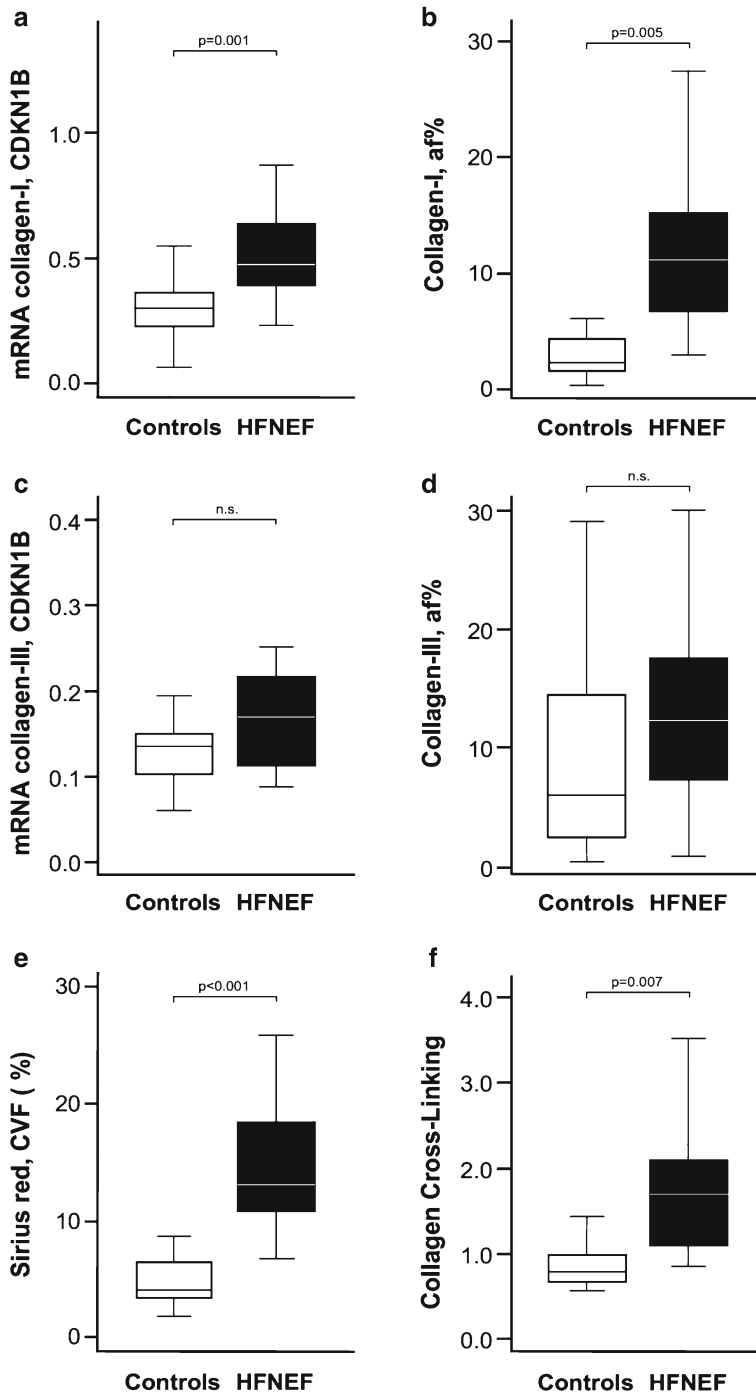 a
mRNA collagen-I, CDKN1B
1.0
0.5
0.0
p=0.001
Controls HFNEF
b
Collagen-I, af%
30
20
10
0
p=0.005
Controls HFNEF
c
mRNA collagen-III, CDKN1B
0.4
0.3
0.2
0.1
0.0
n.s.
Controls HFNEF
d
Collagen-III, af%
30
20
10
0
n.s.
Controls HFNEF
e
Sirius red, CVF ( %)
30
20
10
0
p<0.001
Controls HFNEF
f
Collagen Cross-Linking
4.0
3.0
2.0
1.0
0.0
p=0.007
Controls HFNEF